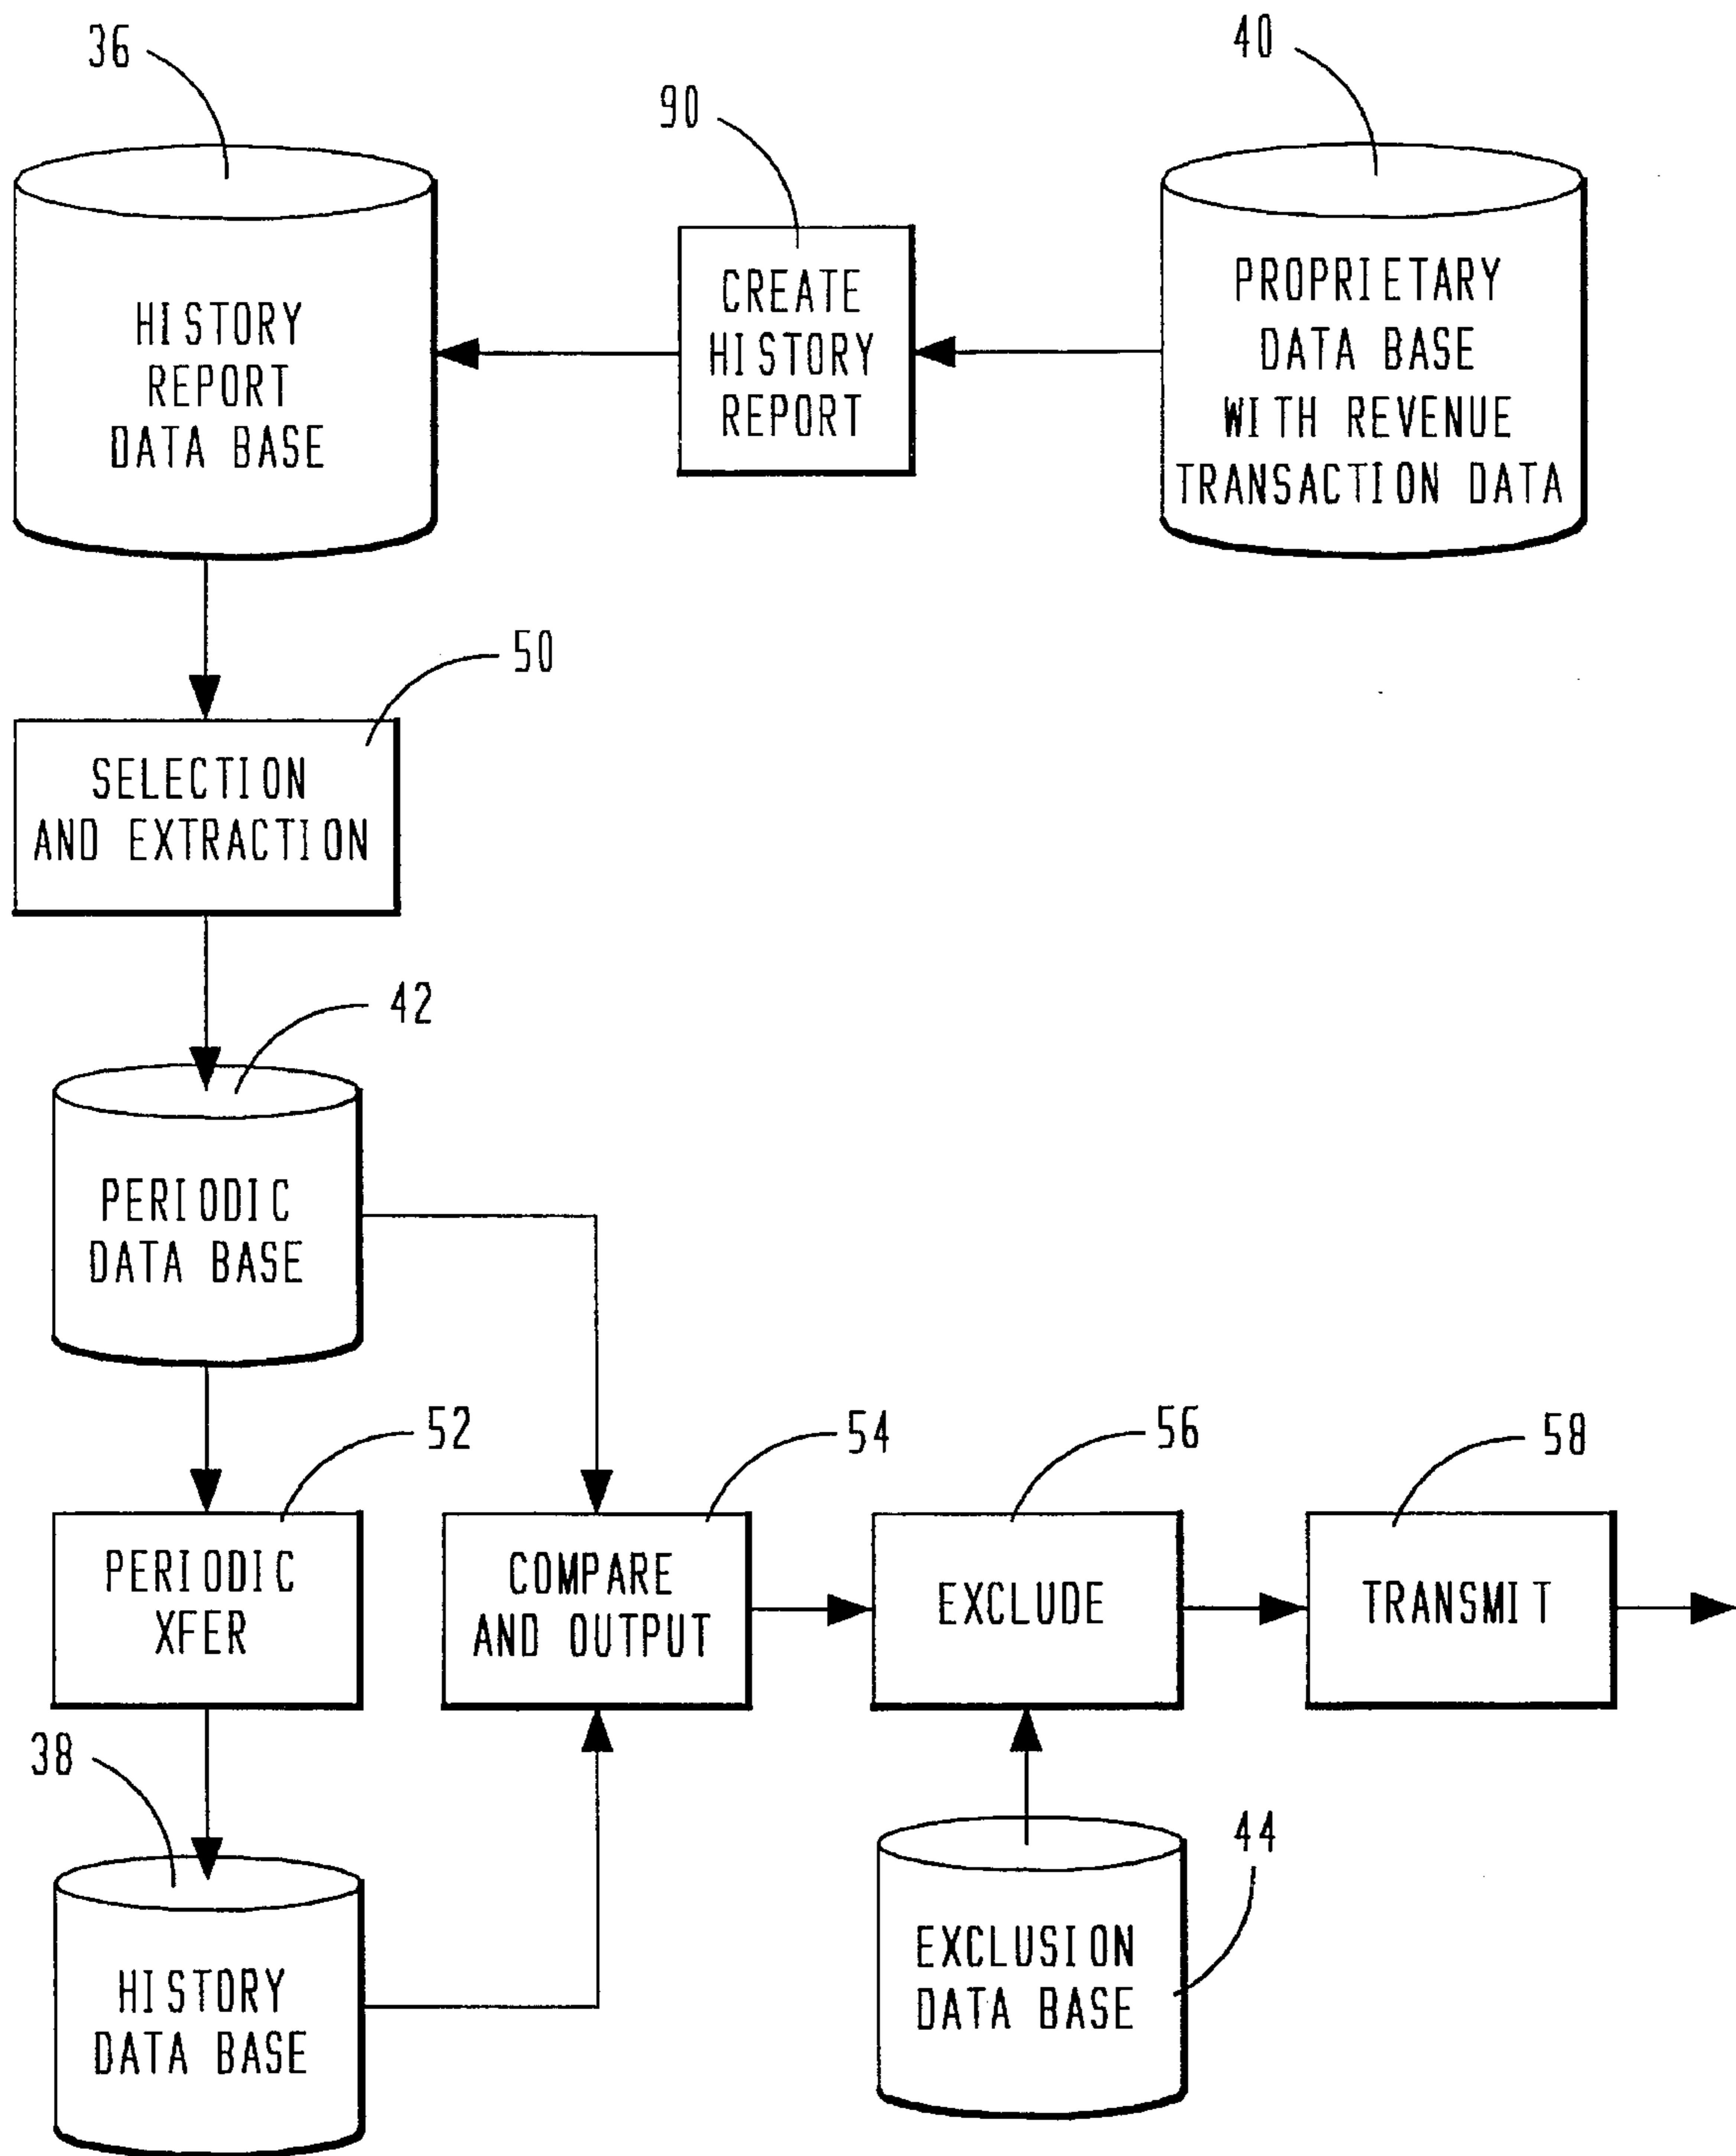 36
40
90
HISTORY
REPORT
DATA BASE
CREATE
HISTORY
REPORT
PROPRIETARY
DATA BASE
WITH REVENUE
TRANSACTION DATA
50
SELECTION
AND EXTRACTION
42
PERIODIC
DATA BASE
52
54
56
58
PERIODIC
XFER
COMPARE
AND OUTPUT
EXCLUDE
TRANSMIT
38
44
HISTORY
DATA BASE
EXCLUSION
DATA BASE